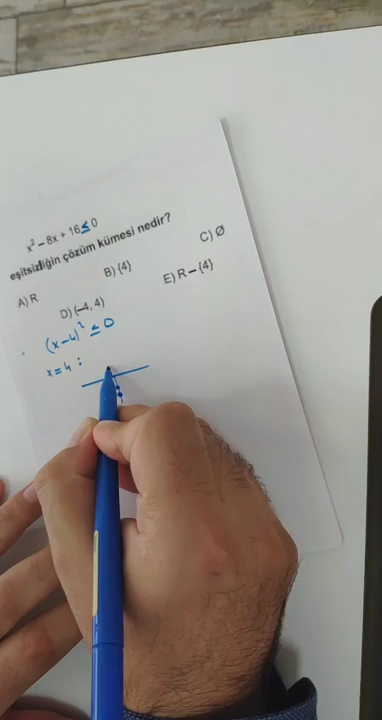 x² – 8x + 16 ≤ 0
eşitsizliğin çözüm kümesi nedir?
A) R
B) {4}
C) Ø
D) (–4, 4)
E) R – {4}
(x–4)² ≤ 0
x=4 :